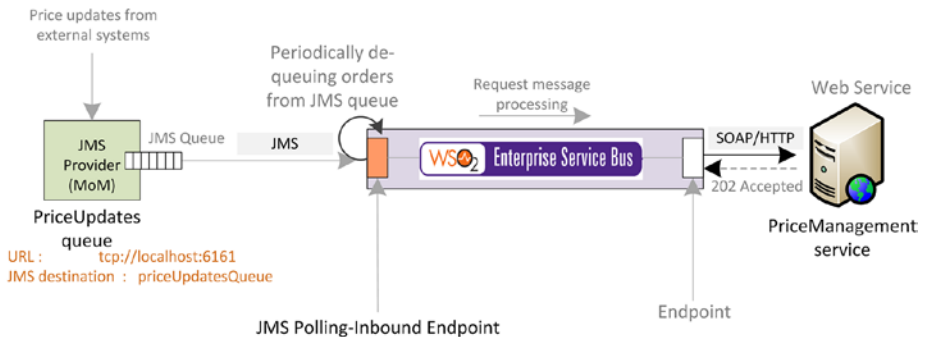 Price updates from
external systems
JMS
Provider
(MoM)
JMS Queue
PriceUpdates
queue
URL : tcp://localhost:6161
JMS destination : priceUpdatesQueue
JMS
Periodically de-
queuing orders
from JMS queue
Request message
processing
WSO2 Enterprise Service Bus
JMS Polling-Inbound Endpoint
Endpoint
SOAP/HTTP
202 Accepted
Web Service
PriceManagement
service